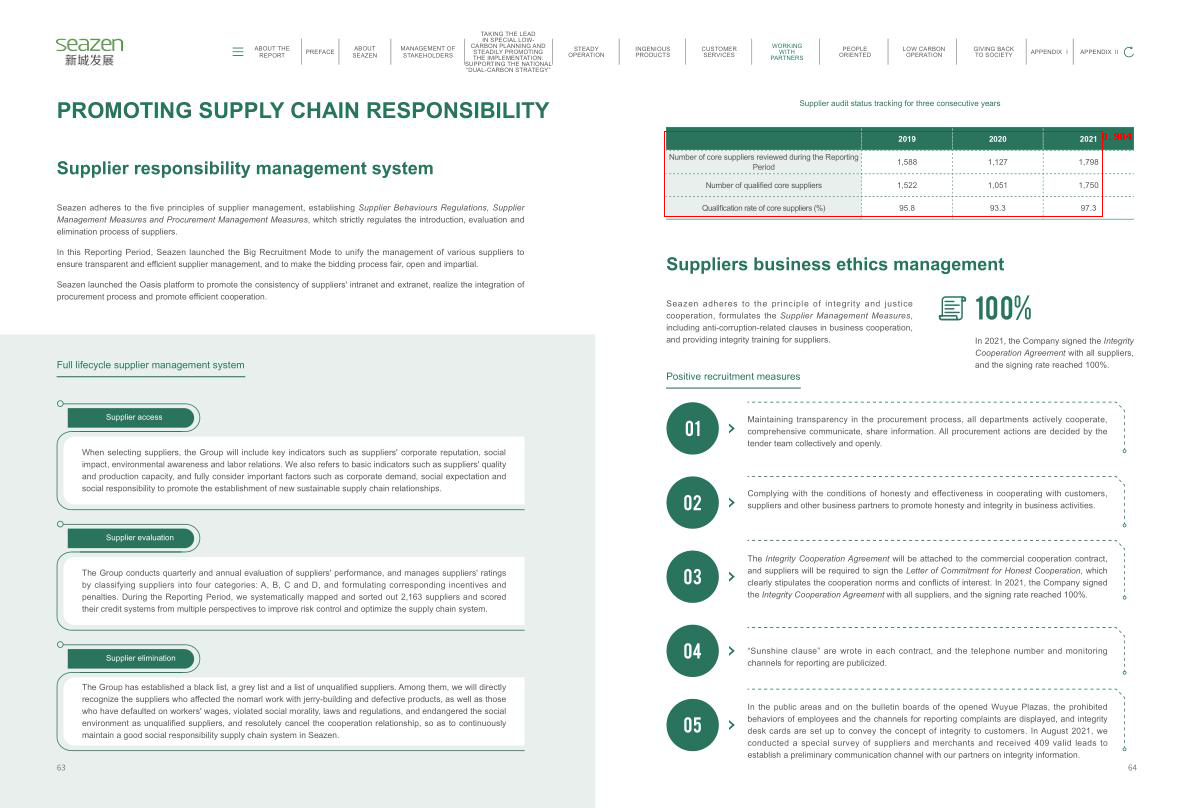 seazen
新城发展
ABOUT THE
REPORT
PREFACE
ABOUT
SEAZEN
MANAGEMENT OF
STAKEHOLDERS
TAKING THE LEAD
IN SPECIAL LOW-
CARBON PLANNING AND
STEADILY PROMOTING
THE IMPLEMENTATION:
SUPPORTING THE NATIONAL
"DUAL-CARBON STRATEGY"
STEADY
OPERATION
INGENIOUS
PRODUCTS
CUSTOMER
SERVICES
WORKING
WITH
PARTNERS
PEOPLE
ORIENTED
LOW CARBON
OPERATION
GIVING BACK
TO SOCIETY
APPENDIX Ⅰ
APPENDIX Ⅱ
PROMOTING SUPPLY CHAIN RESPONSIBILITY
Supplier responsibility management system
Seazen adheres to the five principles of supplier management, establishing Supplier Behaviours Regulations, Supplier
Management Measures and Procurement Management Measures, whitch strictly regulates the introduction, evaluation and
elimination process of suppliers.
In this Reporting Period, Seazen launched the Big Recruitment Mode to unify the management of various suppliers to
ensure transparent and efficient supplier management, and to make the bidding process fair, open and impartial.
Seazen launched the Oasis platform to promote the consistency of suppliers' intranet and extranet, realize the integration of
procurement process and promote efficient cooperation.
Full lifecycle supplier management system
Supplier access
When selecting suppliers, the Group will include key indicators such as suppliers' corporate reputation, social
impact, environmental awareness and labor relations. We also refers to basic indicators such as suppliers' quality
and production capacity, and fully consider important factors such as corporate demand, social expectation and
social responsibility to promote the establishment of new sustainable supply chain relationships.
Supplier evaluation
The Group conducts quarterly and annual evaluation of suppliers' performance, and manages suppliers' ratings
by classifying suppliers into four categories: A, B, C and D, and formulating corresponding incentives and
penalties. During the Reporting Period, we systematically mapped and sorted out 2,163 suppliers and scored
their credit systems from multiple perspectives to improve risk control and optimize the supply chain system.
Supplier elimination
The Group has established a black list, a grey list and a list of unqualified suppliers. Among them, we will directly
recognize the suppliers who affected the nomarl work with jerry-building and defective products, as well as those
who have defaulted on workers' wages, violated social morality, laws and regulations, and endangered the social
environment as unqualified suppliers, and resolutely cancel the cooperation relationship, so as to continuously
maintain a good social responsibility supply chain system in Seazen.
63
Supplier audit status tracking for three consecutive years
2019 2020 2021
Number of core suppliers reviewed during the Reporting
Period
1,588 1,127 1,798
Number of qualified core suppliers 1,522 1,051 1,750
Qualification rate of core suppliers (%) 95.8 93.3 97.3
Suppliers business ethics management
Seazen adheres to the principle of integrity and justice
cooperation, formulates the Supplier Management Measures,
including anti-corruption-related clauses in business cooperation,
and providing integrity training for suppliers.
100%
In 2021, the Company signed the Integrity
Cooperation Agreement with all suppliers,
and the signing rate reached 100%.
Positive recruitment measures
01
Maintaining transparency in the procurement process, all departments actively cooperate,
comprehensive communicate, share information. All procurement actions are decided by the
tender team collectively and openly.
02
Complying with the conditions of honesty and effectiveness in cooperating with customers,
suppliers and other business partners to promote honesty and integrity in business activities.
03
The Integrity Cooperation Agreement will be attached to the commercial cooperation contract,
and suppliers will be required to sign the Letter of Commitment for Honest Cooperation, which
clearly stipulates the cooperation norms and conflicts of interest. In 2021, the Company signed
the Integrity Cooperation Agreement with all suppliers, and the signing rate reached 100%.
04
"Sunshine clause" are wrote in each contract, and the telephone number and monitoring
channels for reporting are publicized.
05
In the public areas and on the bulletin boards of the opened Wuyue Plazas, the prohibited
behaviors of employees and the channels for reporting complaints are displayed, and integrity
desk cards are set up to convey the concept of integrity to customers. In August 2021, we
conducted a special survey of suppliers and merchants and received 409 valid leads to
establish a preliminary communication channel with our partners on integrity information.
64